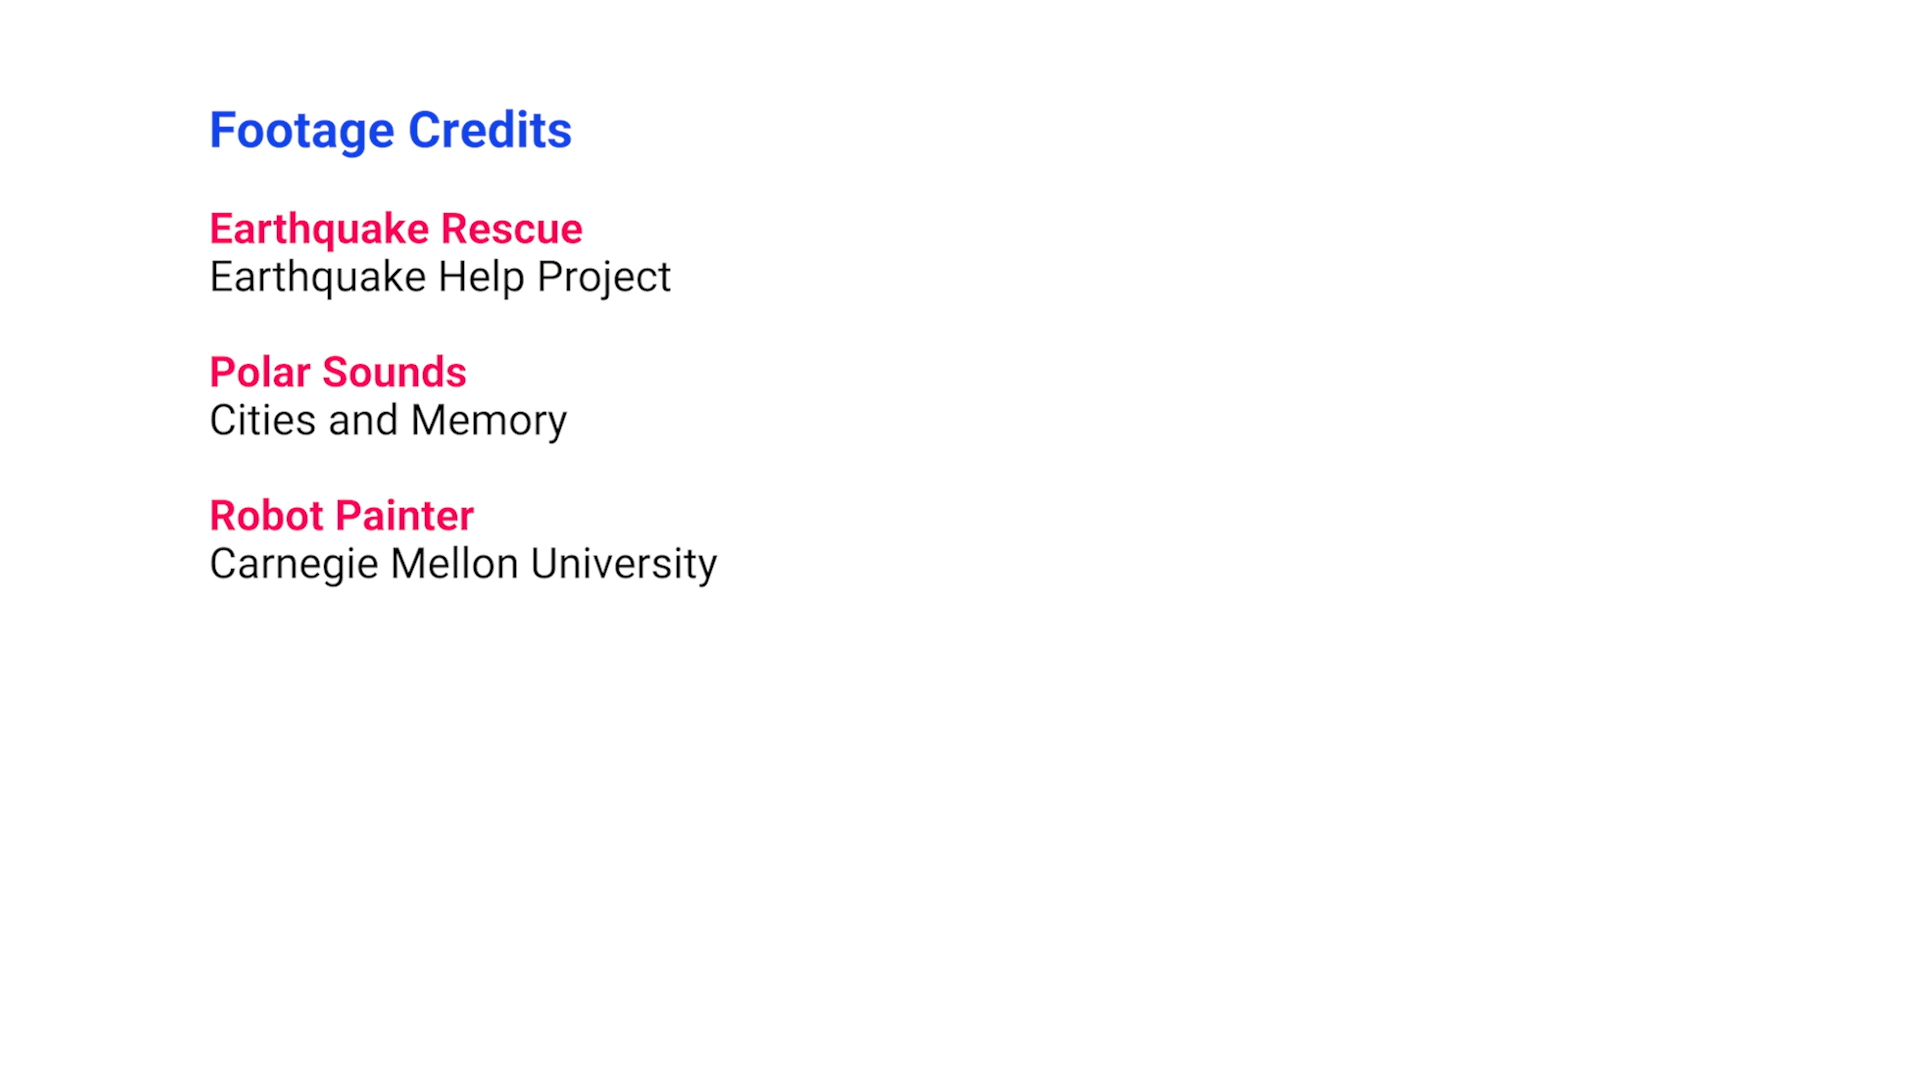 Footage Credits
Earthquake Rescue
Earthquake Help Project
Polar Sounds
Cities and Memory
Robot Painter
Carnegie Mellon University